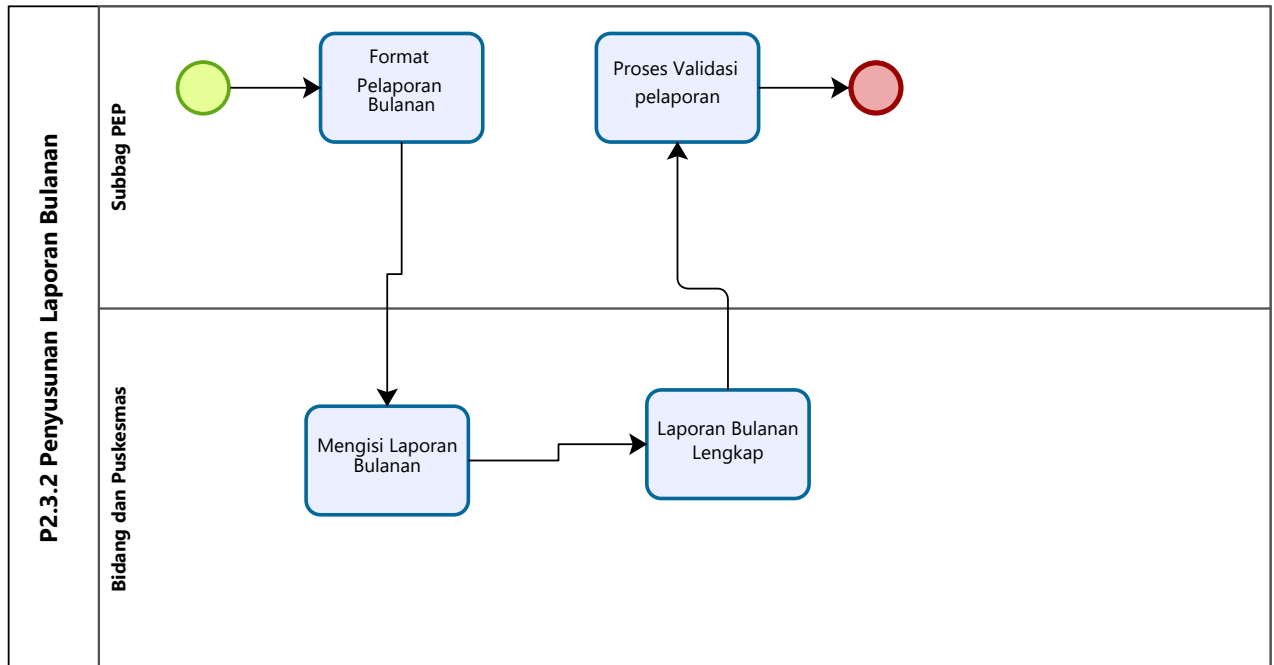 P2.3.2 Penyusunan Laporan Bulanan
Subbag PEP
Format
Pelaporan
Bulanan
Proses Validasi
pelaporan
Bidang dan Puskesmas
Mengisi Laporan
Bulanan
Laporan Bulanan
Lengkap